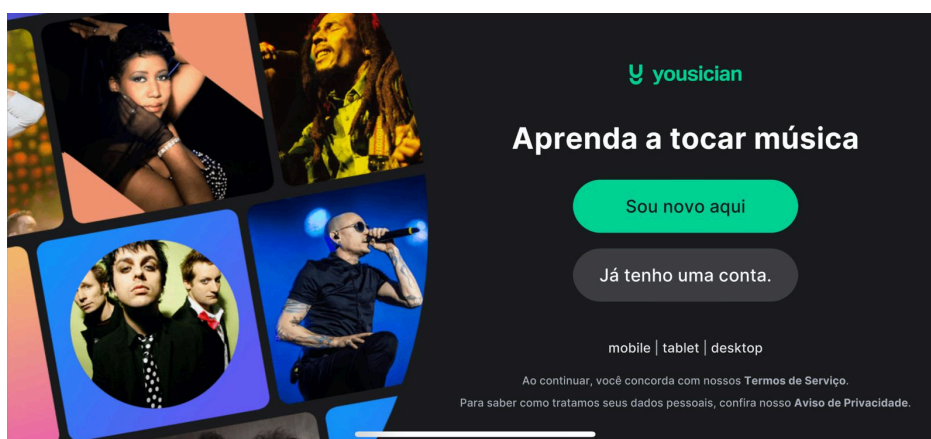 yousician
Aprenda a tocar música
Sou novo aqui
Já tenho uma conta.
mobile | tablet | desktop
Ao continuar, você concorda com nossos Termos de Serviço.
Para saber como tratamos seus dados pessoais, confira nosso Aviso de Privacidade.